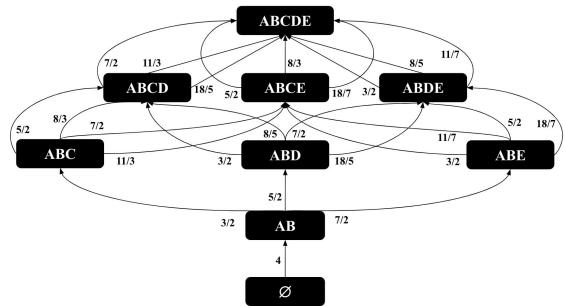 ABCDE
7/2 11/3 8/3 8/5 11/7
ABCD 18/5 5/2 ABCE 18/7 3/2 ABDE
5/2 8/3 7/2 8/5 7/2 11/7 5/2 18/7
ABC 11/3 3/2 ABD 18/5 3/2 ABE
5/2
3/2 AB 7/2
4
∅